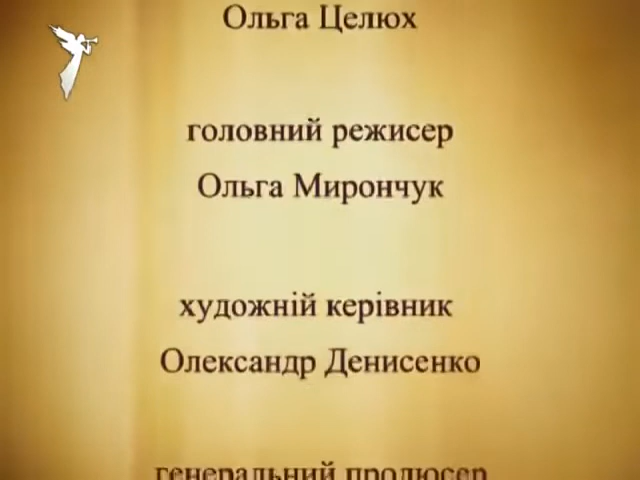 Ольга Целюх
головний режисер
Ольга Мирончук
художній керівник
Олександр Денисенко
генеральний продюсер